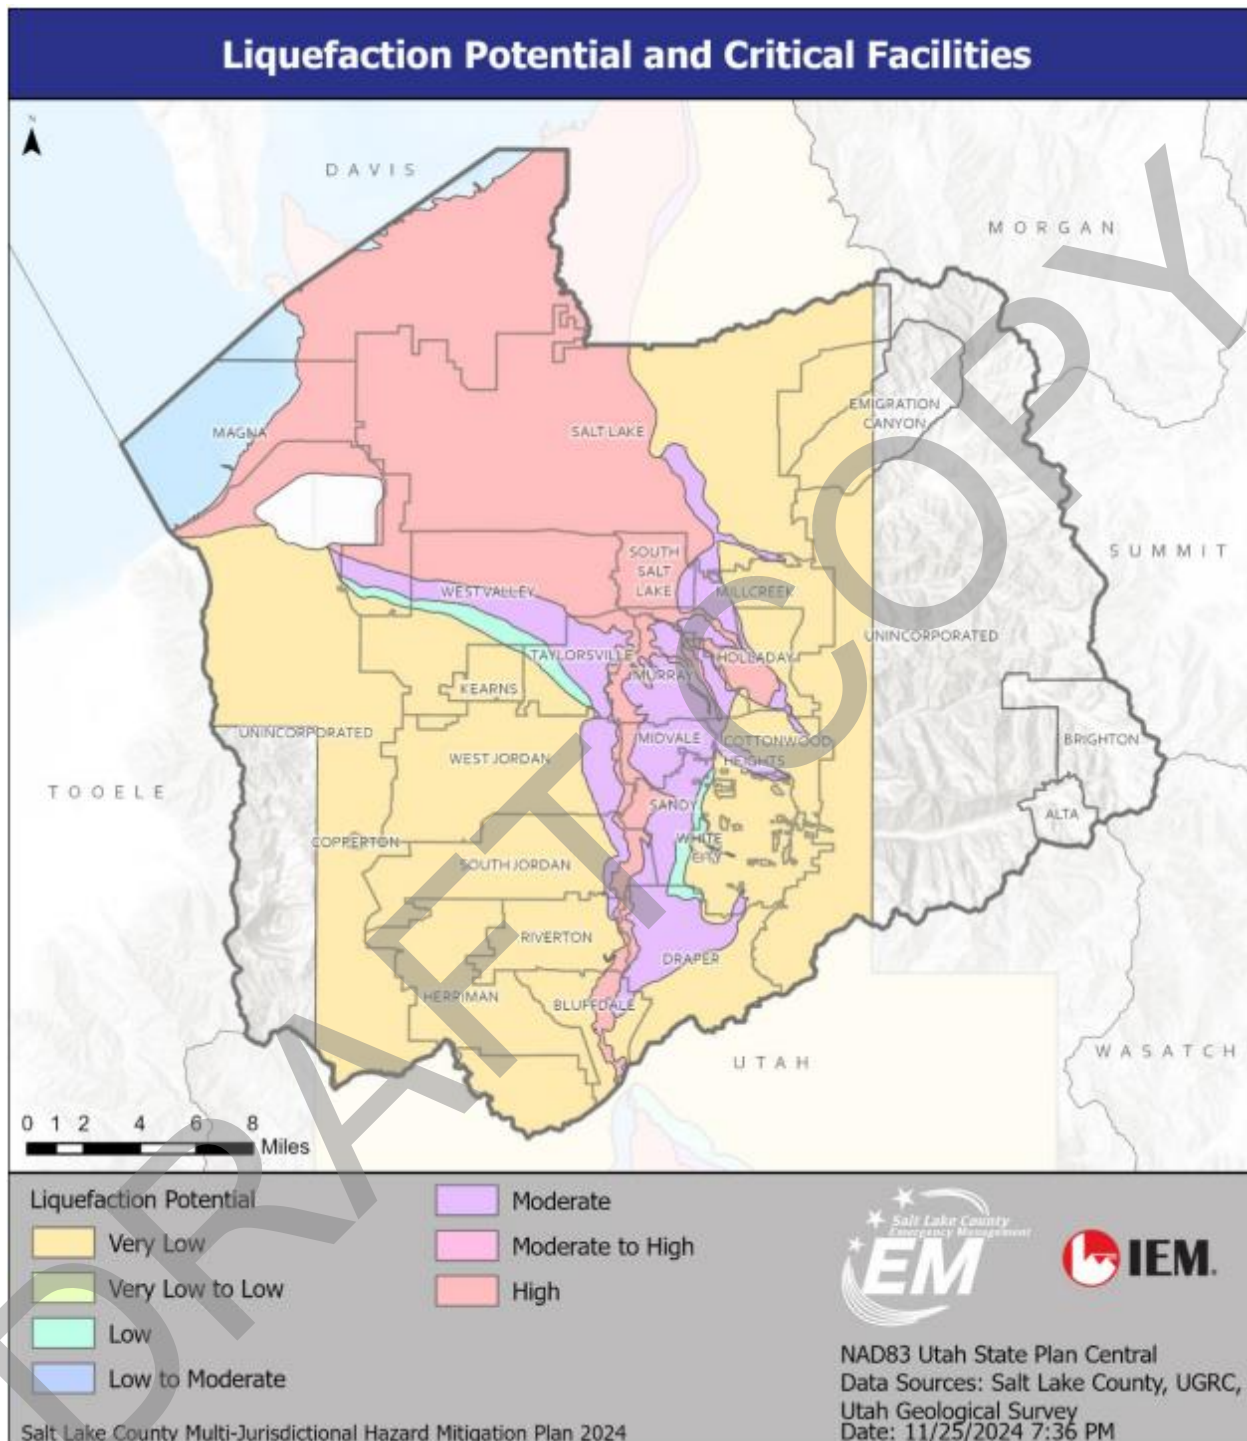 Liquefaction Potential and Critical Facilities
N
DAVIS
MORGAN
EMIGRATION
CANYON
MAGNA
SALT LAKE
SUMMIT
SOUTH
SALT
LAKE
WEST VALLEY
MILLCREEK
UNINCORPORATED
TAYLORSVILLE
HOLLADAY
MURRAY
KEARNS
UNINCORPORATED
MIDVALE
COTTONWOOD
HEIGHTS
BRIGHTON
WEST JORDAN
TOOELE
SANDY
ALTA
COPPERTON
WHITE
CITY
SOUTH JORDAN
RIVERTON
DRAPER
HERRIMAN
BLUFFDALE
UTAH
WASATCH
0 1 2 4 6 8
Miles
DRAFT COPY
Liquefaction Potential
Very Low
Very Low to Low
Low
Low to Moderate
Moderate
Moderate to High
High
Salt Lake County
Emergency Management
EM
IEM.
NAD83 Utah State Plan Central
Data Sources: Salt Lake County, UGRC,
Utah Geological Survey
Date: 11/25/2024 7:36 PM
Salt Lake County Multi-Jurisdictional Hazard Mitigation Plan 2024